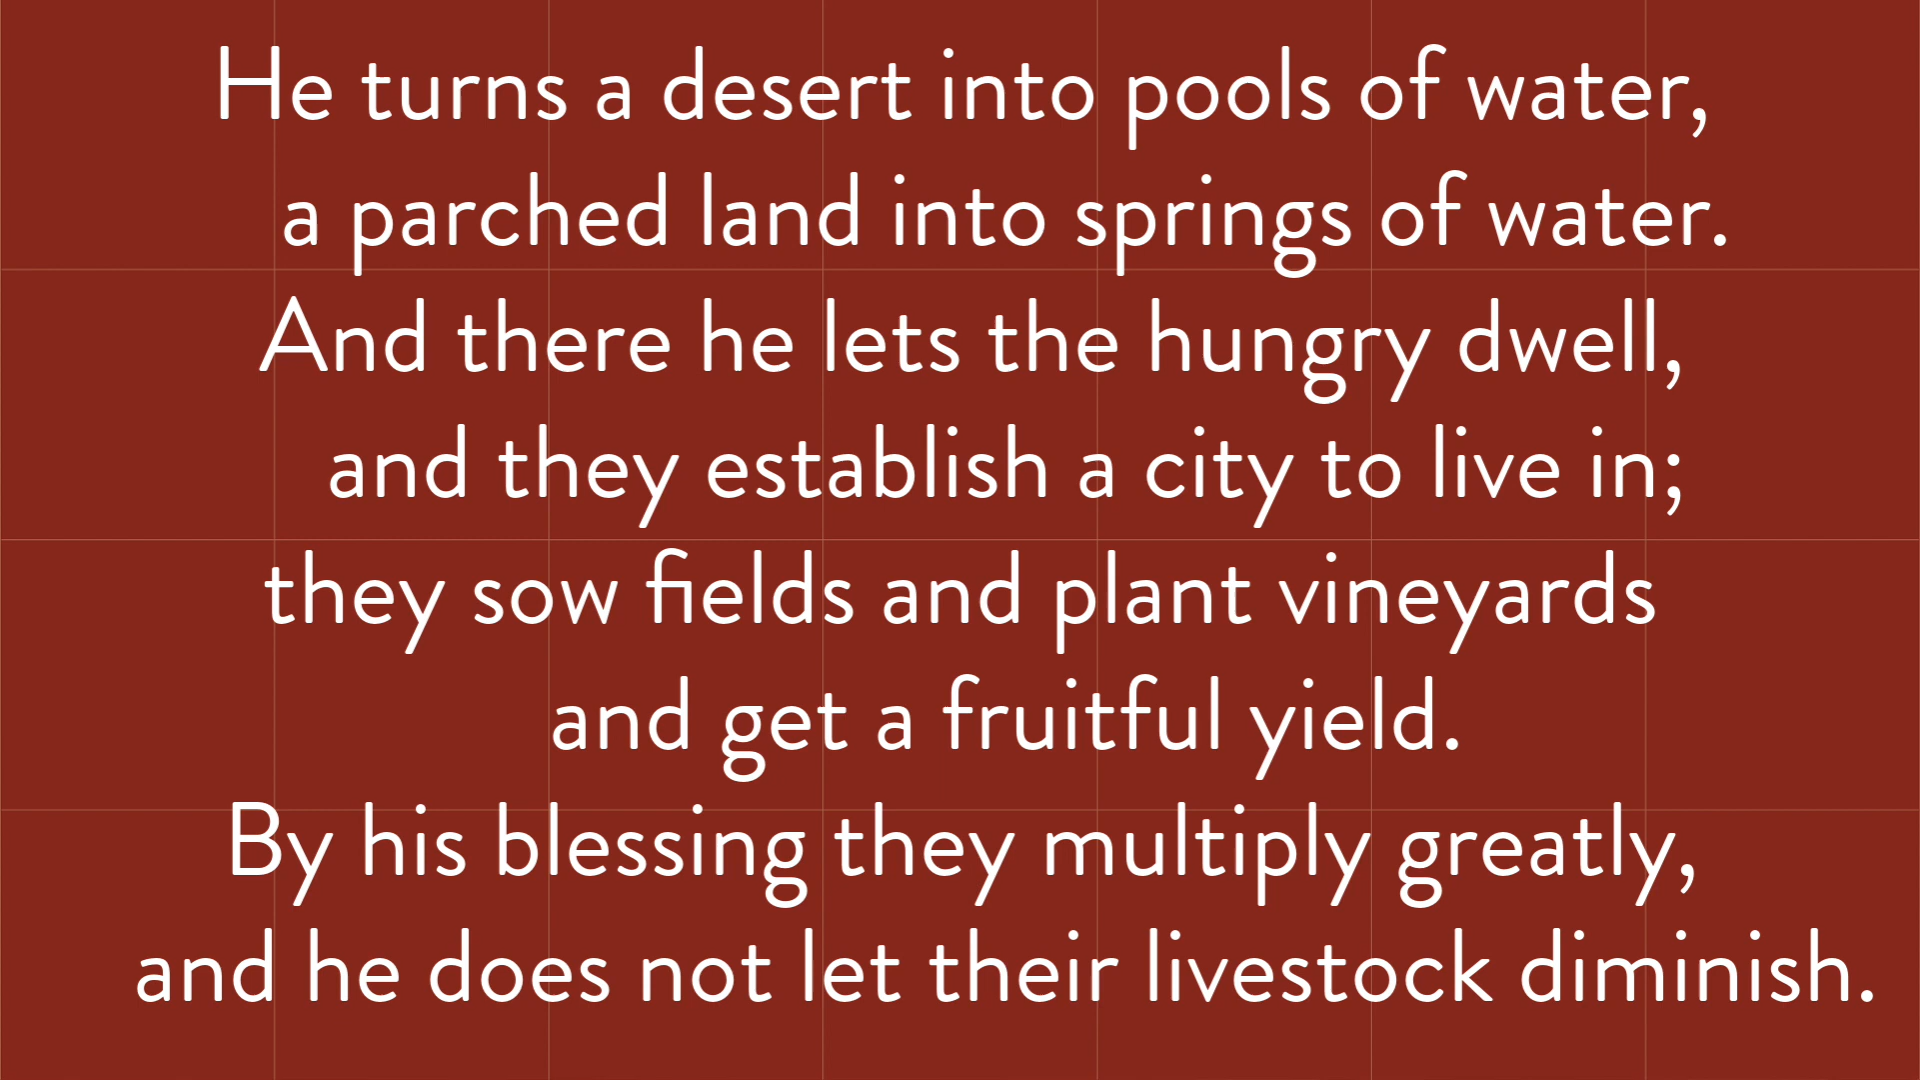 He turns a desert into pools of water,
a parched land into springs of water.
And there he lets the hungry dwell,
and they establish a city to live in;
they sow fields and plant vineyards
and get a fruitful yield.
By his blessing they multiply greatly,
and he does not let their livestock diminish.